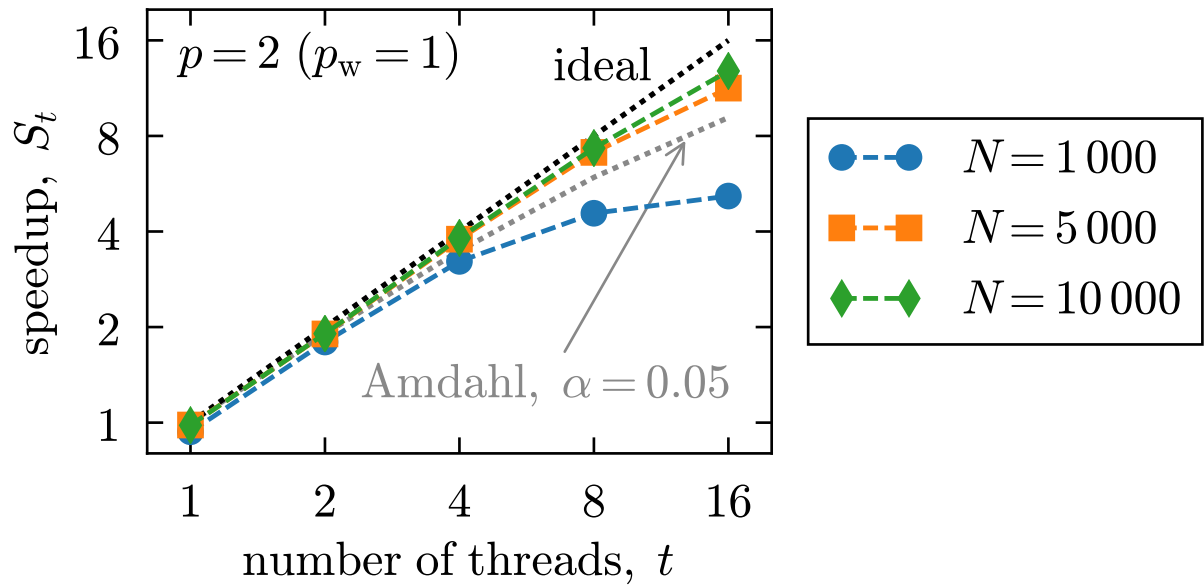 16
8
4
2
1
speedup, S_t
p = 2 (p_w = 1)
ideal
Amdahl, α = 0.05
1 2 4 8 16
number of threads, t
N = 1 000
N = 5 000
N = 10 000